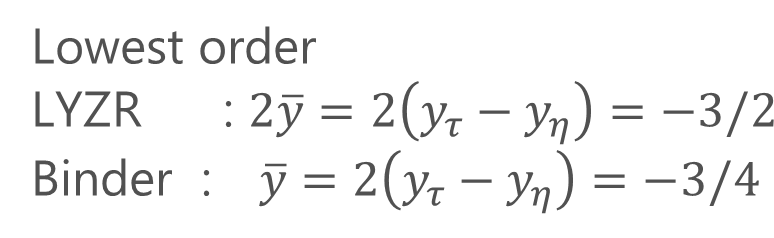 Lowest order
LYZR : 2ȳ = 2(y_τ − y_η) = −3/2
Binder : ȳ = 2(y_τ − y_η) = −3/4